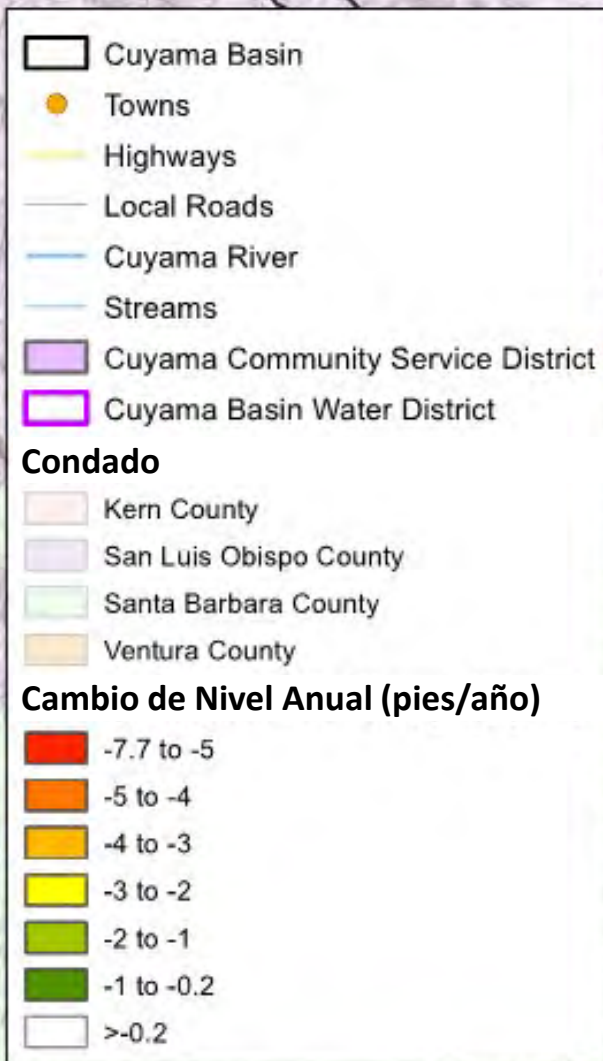 Cuyama Basin
Towns
Highways
Local Roads
Cuyama River
Streams
Cuyama Community Service District
Cuyama Basin Water District
Condado
Kern County
San Luis Obispo County
Santa Barbara County
Ventura County
Cambio de Nivel Anual (pies/año)
-7.7 to -5
-5 to -4
-4 to -3
-3 to -2
-2 to -1
-1 to -0.2
>-0.2